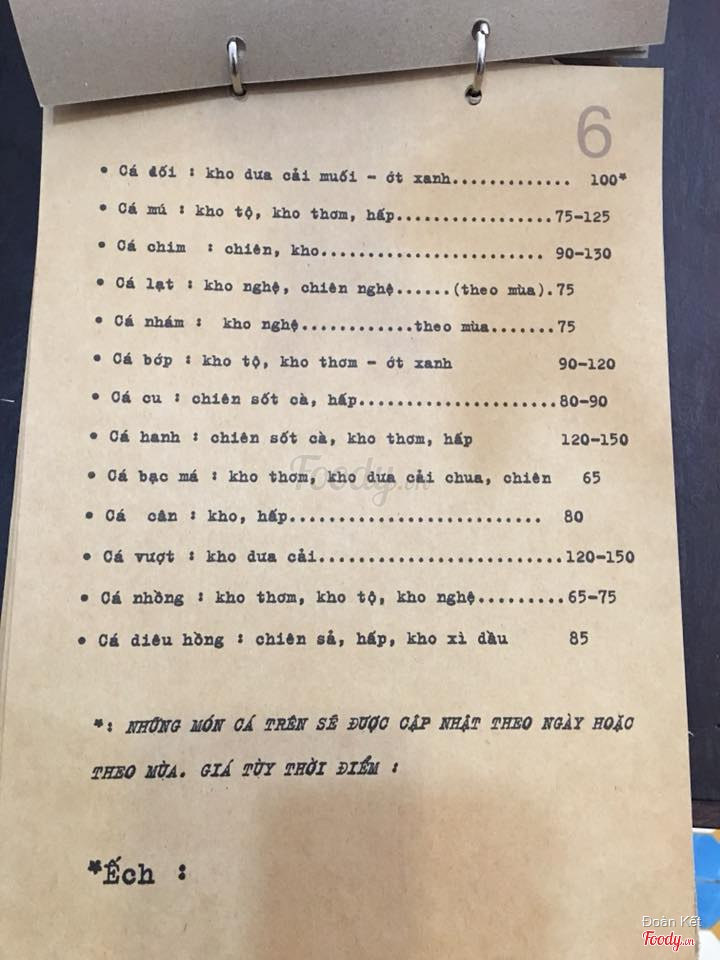 6
• Cá đối : kho dưa cải muối - ớt xanh............. 100*
• Cá mú : kho tộ, kho thơm, hấp...............75-125
• Cá chim : chiên, kho...................... 90-130
• Cá lạt : kho nghệ, chiên nghệ......(theo mùa).75
• Cá nhám : kho nghệ...........theo mùa.......75
• Cá bớp : kho tộ, kho thơm - ớt xanh 90-120
• Cá cu : chiên sốt cà, hấp...................80-90
• Cá hanh : chiên sốt cà, kho thơm, hấp 120-150
• Cá bạc má : kho thơm, kho dưa cải chua, chiên 65
• Cá cân : kho, hấp......................... 80
• Cá vượt : kho dưa cải.......................120-150
• Cá nhồng : kho thơm, kho tộ, kho nghệ.........65-75
• Cá diêu hồng : chiên sả, hấp, kho xì dầu 85
*: NHỮNG MÓN CÁ TRÊN SẼ ĐƯỢC CẬP NHẬT THEO NGÀY HOẶC
THEO MÙA. GIÁ TÙY THỜI ĐIỂM :
*Ếch :
Foody.vn
Đoàn Kết
Foody.vn